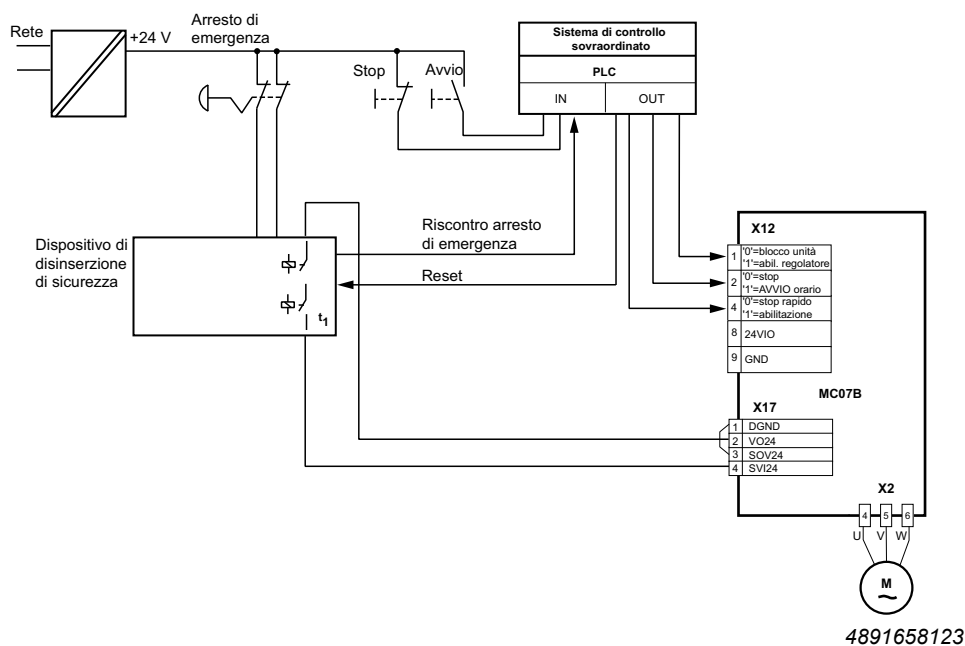 Rete
+24 V
Arresto di
emergenza
Stop
Avvio
Sistema di controllo
sovraordinato
PLC
IN
OUT
Riscontro arresto
di emergenza
Reset
Dispositivo di
disinserzione
di sicurezza
t1
X12
1 '0'=blocco unità
'1'=abil. regolatore
2 '0'=stop
'1'=AVVIO orario
4 '0'=stop rapido
'1'=abilitazione
8 24VIO
9 GND
MC07B
X17
1 DGND
2 VO24
3 SOV24
4 SVI24
X2
4 5 6
U V W
M
~
4891658123